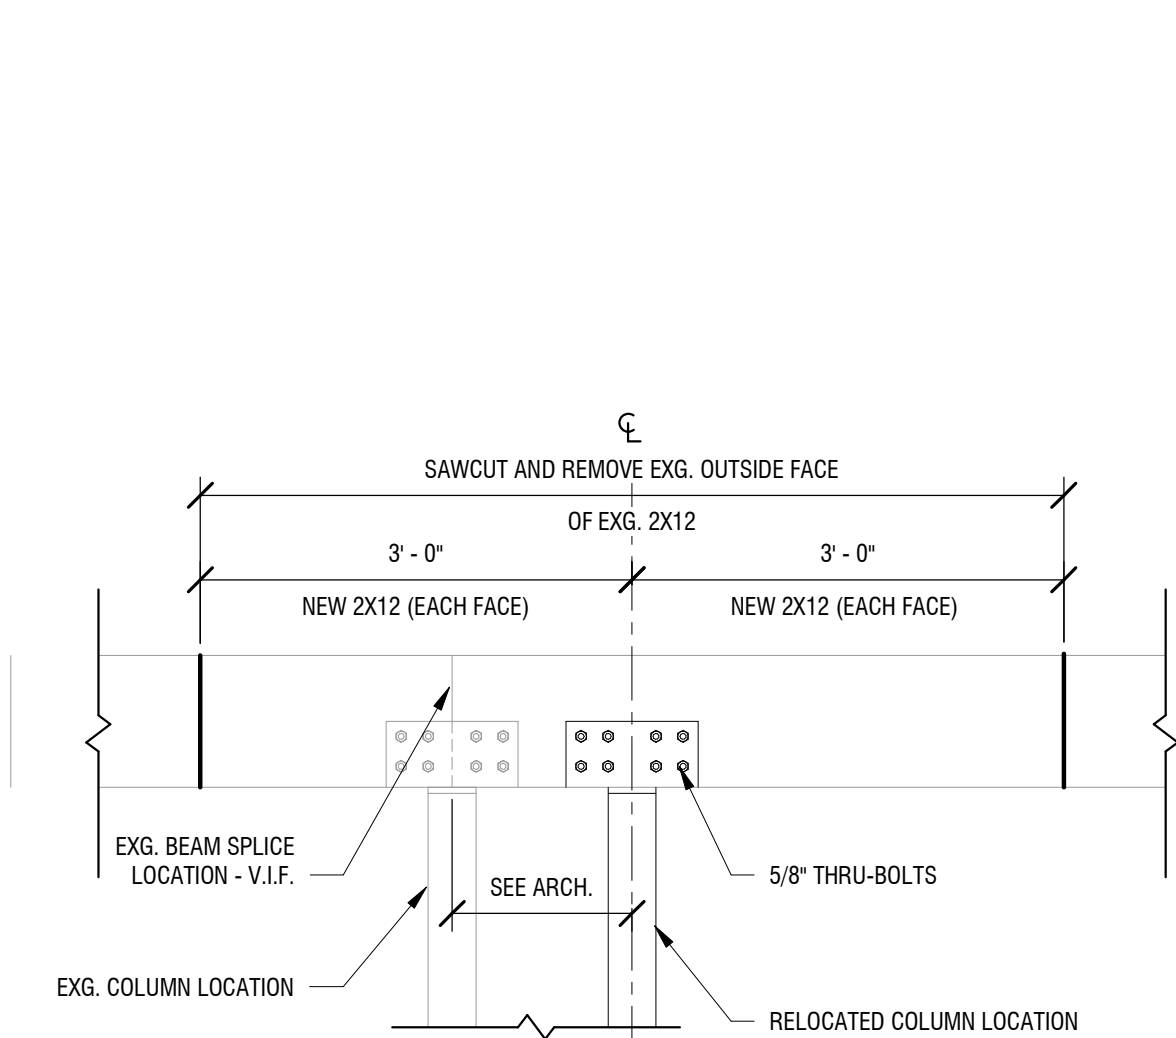 ℄
SAWCUT AND REMOVE EXG. OUTSIDE FACE
OF EXG. 2X12
3' - 0"
3' - 0"
NEW 2X12 (EACH FACE)
NEW 2X12 (EACH FACE)
EXG. BEAM SPLICE
LOCATION - V.I.F.
SEE ARCH.
5/8" THRU-BOLTS
EXG. COLUMN LOCATION
RELOCATED COLUMN LOCATION